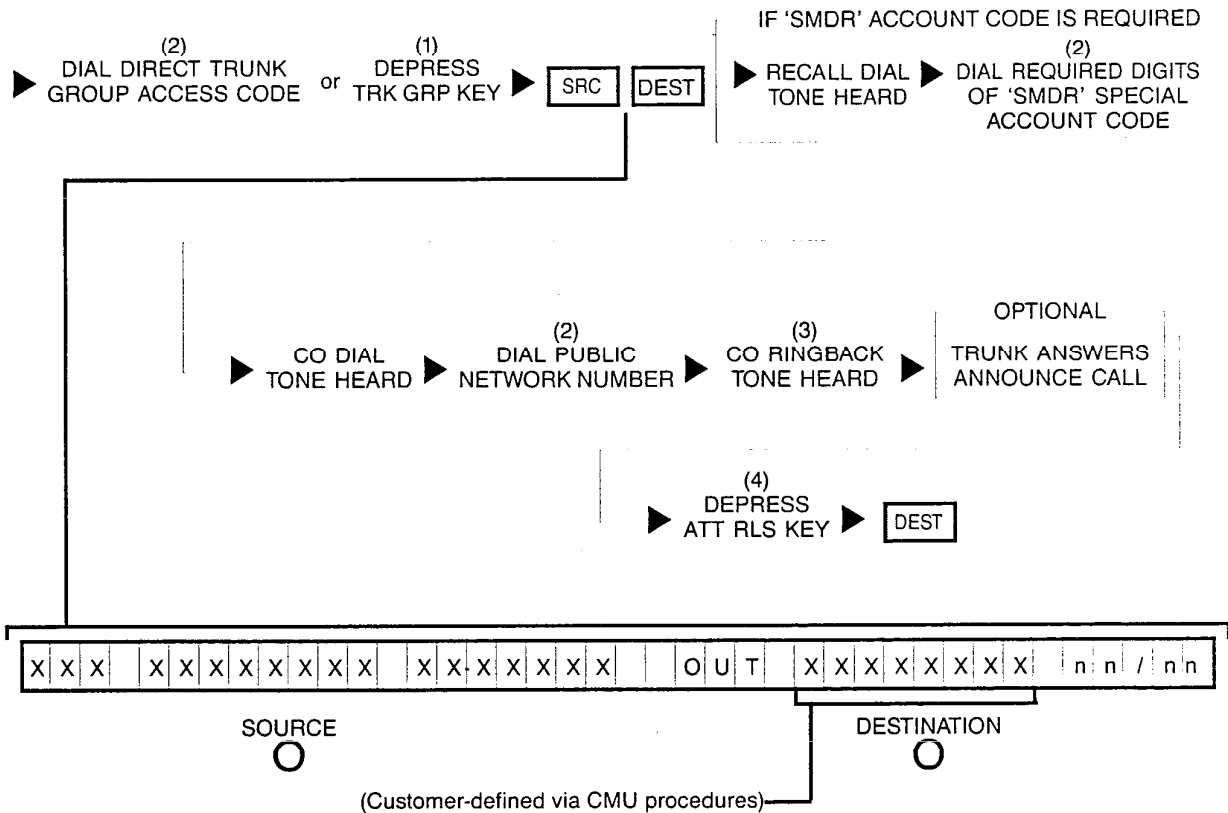 IF 'SMDR' ACCOUNT CODE IS REQUIRED
(2)
DIAL DIRECT TRUNK
GROUP ACCESS CODE
or
(1)
DEPRESS
TRK GRP KEY
SRC
DEST
RECALL DIAL
TONE HEARD
(2)
DIAL REQUIRED DIGITS
OF 'SMDR' SPECIAL
ACCOUNT CODE
CO DIAL
TONE HEARD
(2)
DIAL PUBLIC
NETWORK NUMBER
(3)
CO RINGBACK
TONE HEARD
OPTIONAL
TRUNK ANSWERS
ANNOUNCE CALL
(4)
DEPRESS
ATT RLS KEY
DEST
X X X X X X X X X X X X X - X X X X X O U T X X X X X X X X n n / n n
SOURCE
DESTINATION
(Customer-defined via CMU procedures)